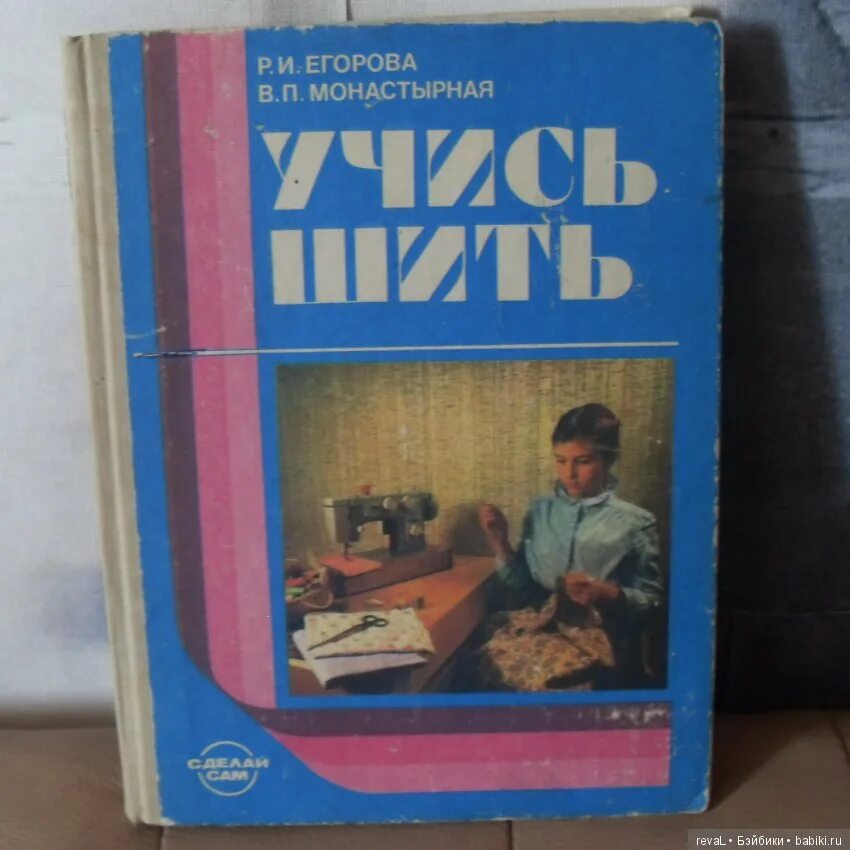 Р.И. ЕГОРОВА
В.П. МОНАСТЫРНАЯ
УЧИСЬ
ШИТЬ
СДЕЛАЙ
САМ
revaL • Бэйбики • babiki.ru